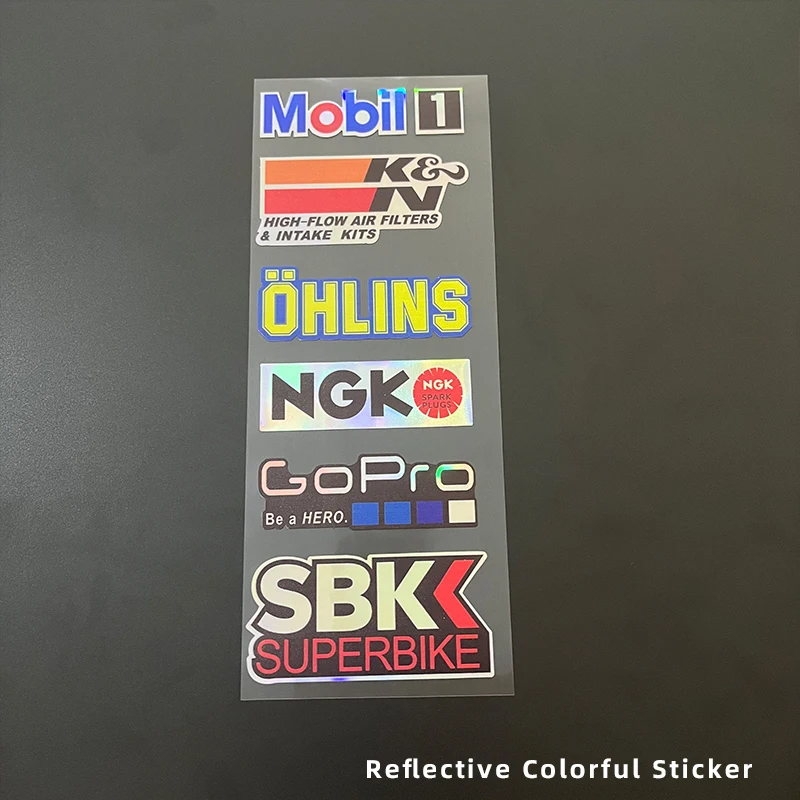 Mobil 1
K&
N
HIGH-FLOW AIR FILTERS
& INTAKE KITS
ÖHLINS
NGK
NGK
SPARK
PLUGS
GoPro
Be a HERO.
SBK
SUPERBIKE
Reflective Colorful Sticker